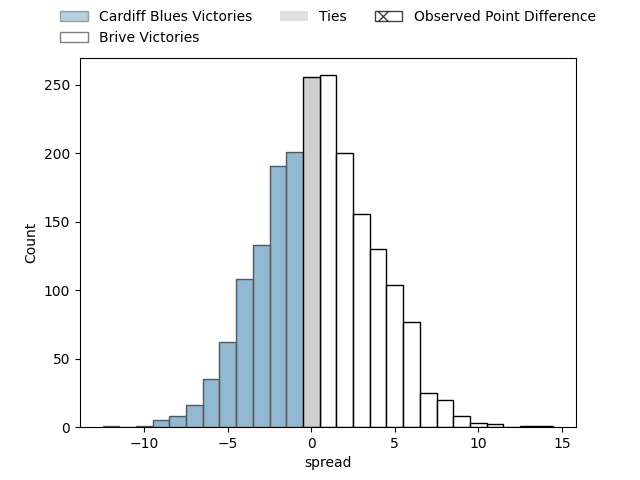 Cardiff Blues Victories
Ties
Observed Point Difference
Brive Victories
250
200
150
100
50
0
Count
−10
−5
0
5
10
15
spread